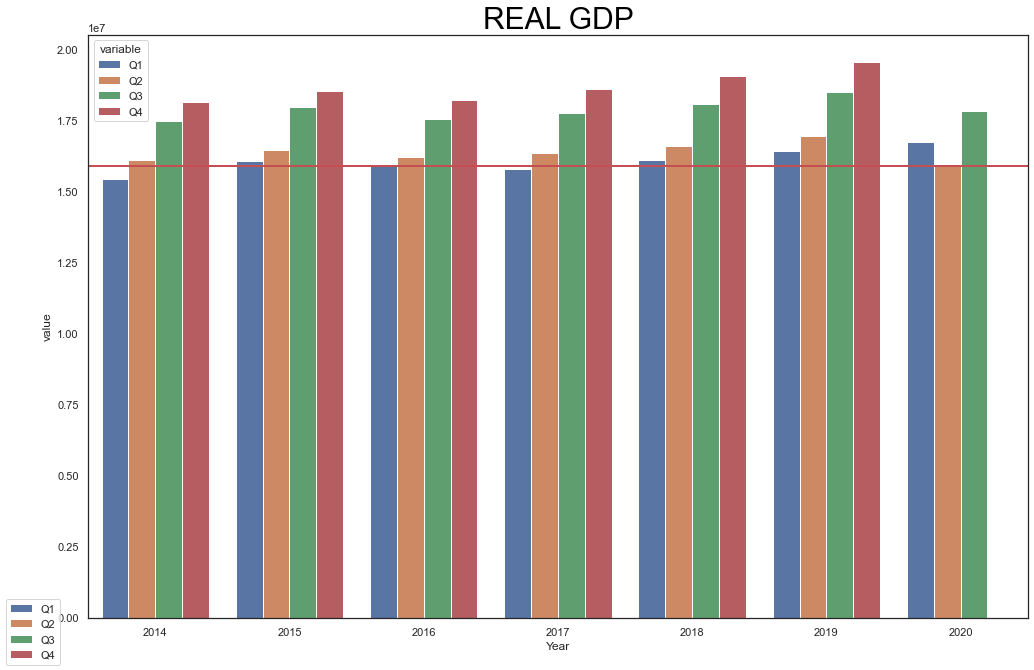 REAL GDP
1e7
2.00
1.75
1.50
1.25
1.00
0.75
0.50
0.25
0.00
value
variable
Q1
Q2
Q3
Q4
2014 2015 2016 2017 2018 2019 2020
Year
Q1
Q2
Q3
Q4